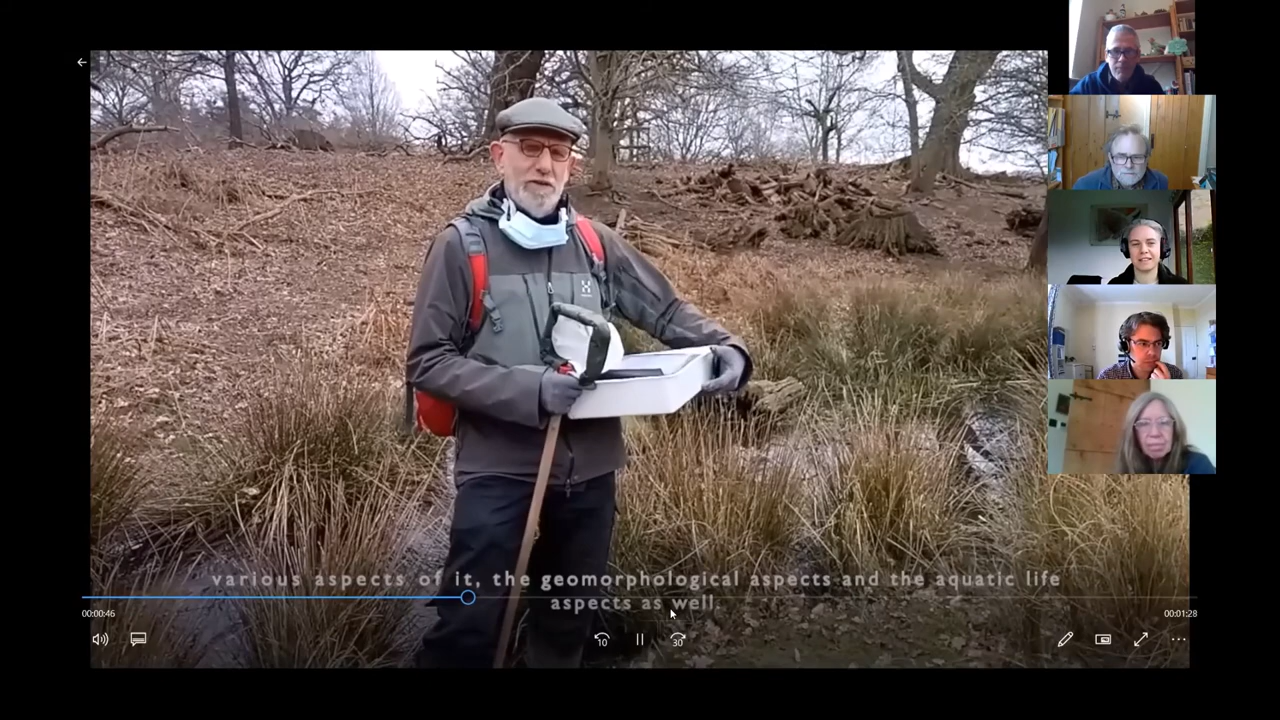 various aspects of it, the geomorphological aspects and the aquatic life
aspects as well.
00:00:46
00:01:28
10
30